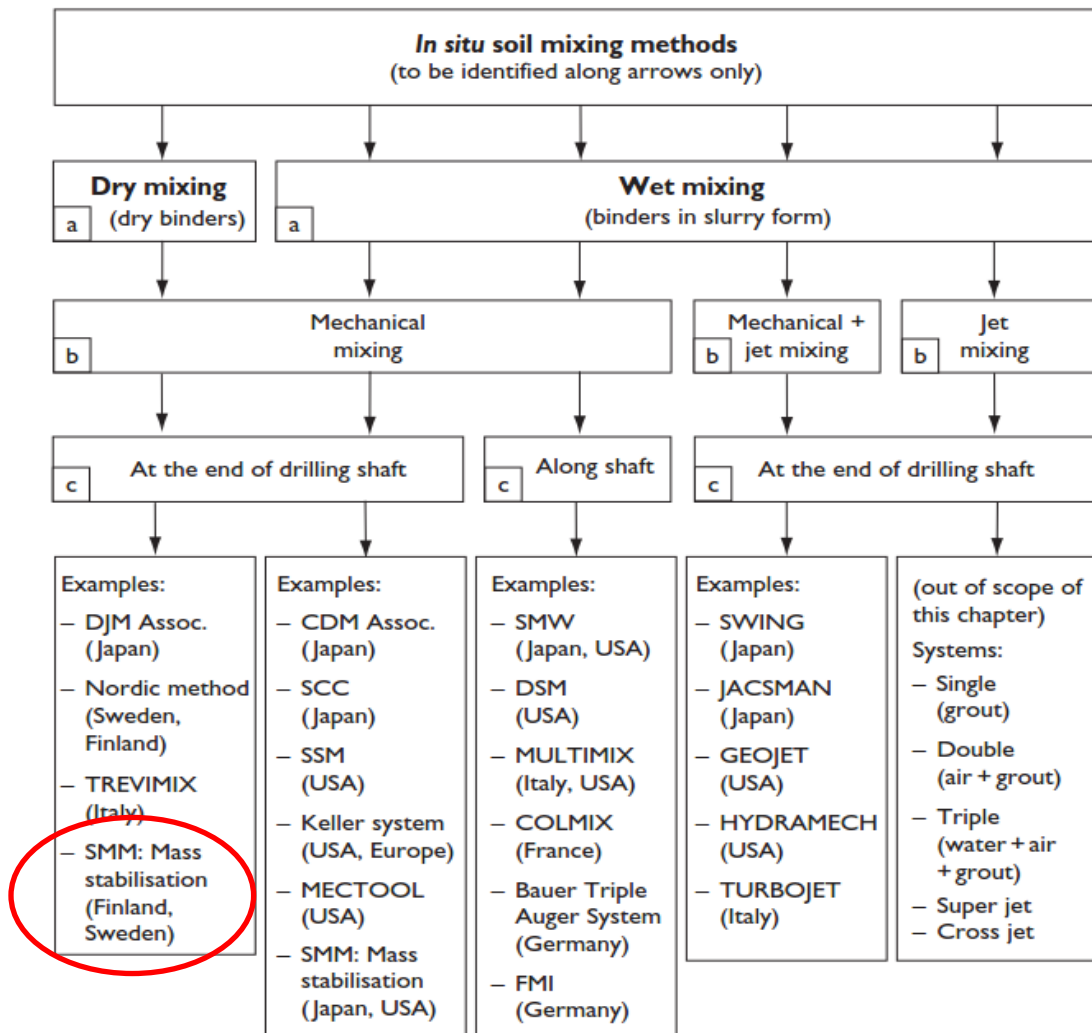 In situ soil mixing methods
(to be identified along arrows only)
Dry mixing
a
(dry binders)
Wet mixing
a
(binders in slurry form)
Mechanical
mixing
b
Mechanical +
b
jet mixing
Jet
b
mixing
At the end of drilling shaft
c
Along shaft
c
At the end of drilling shaft
c
Examples:
– DJM Assoc.
(Japan)
– Nordic method
(Sweden,
Finland)
– TREVIMIX
(Italy)
– SMM: Mass
stabilisation
(Finland,
Sweden)
Examples:
– CDM Assoc.
(Japan)
– SCC
(Japan)
– SSM
(USA)
– Keller system
(USA, Europe)
– MECTOOL
(USA)
– SMM: Mass
stabilisation
(Japan, USA)
Examples:
– SMW
(Japan, USA)
– DSM
(USA)
– MULTIMIX
(Italy, USA)
– COLMIX
(France)
– Bauer Triple
Auger System
(Germany)
– FMI
(Germany)
Examples:
– SWING
(Japan)
– JACSMAN
(Japan)
– GEOJET
(USA)
– HYDRAMECH
(USA)
– TURBOJET
(Italy)
(out of scope of
this chapter)
Systems:
– Single
(grout)
– Double
(air + grout)
– Triple
(water + air
+ grout)
– Super jet
– Cross jet